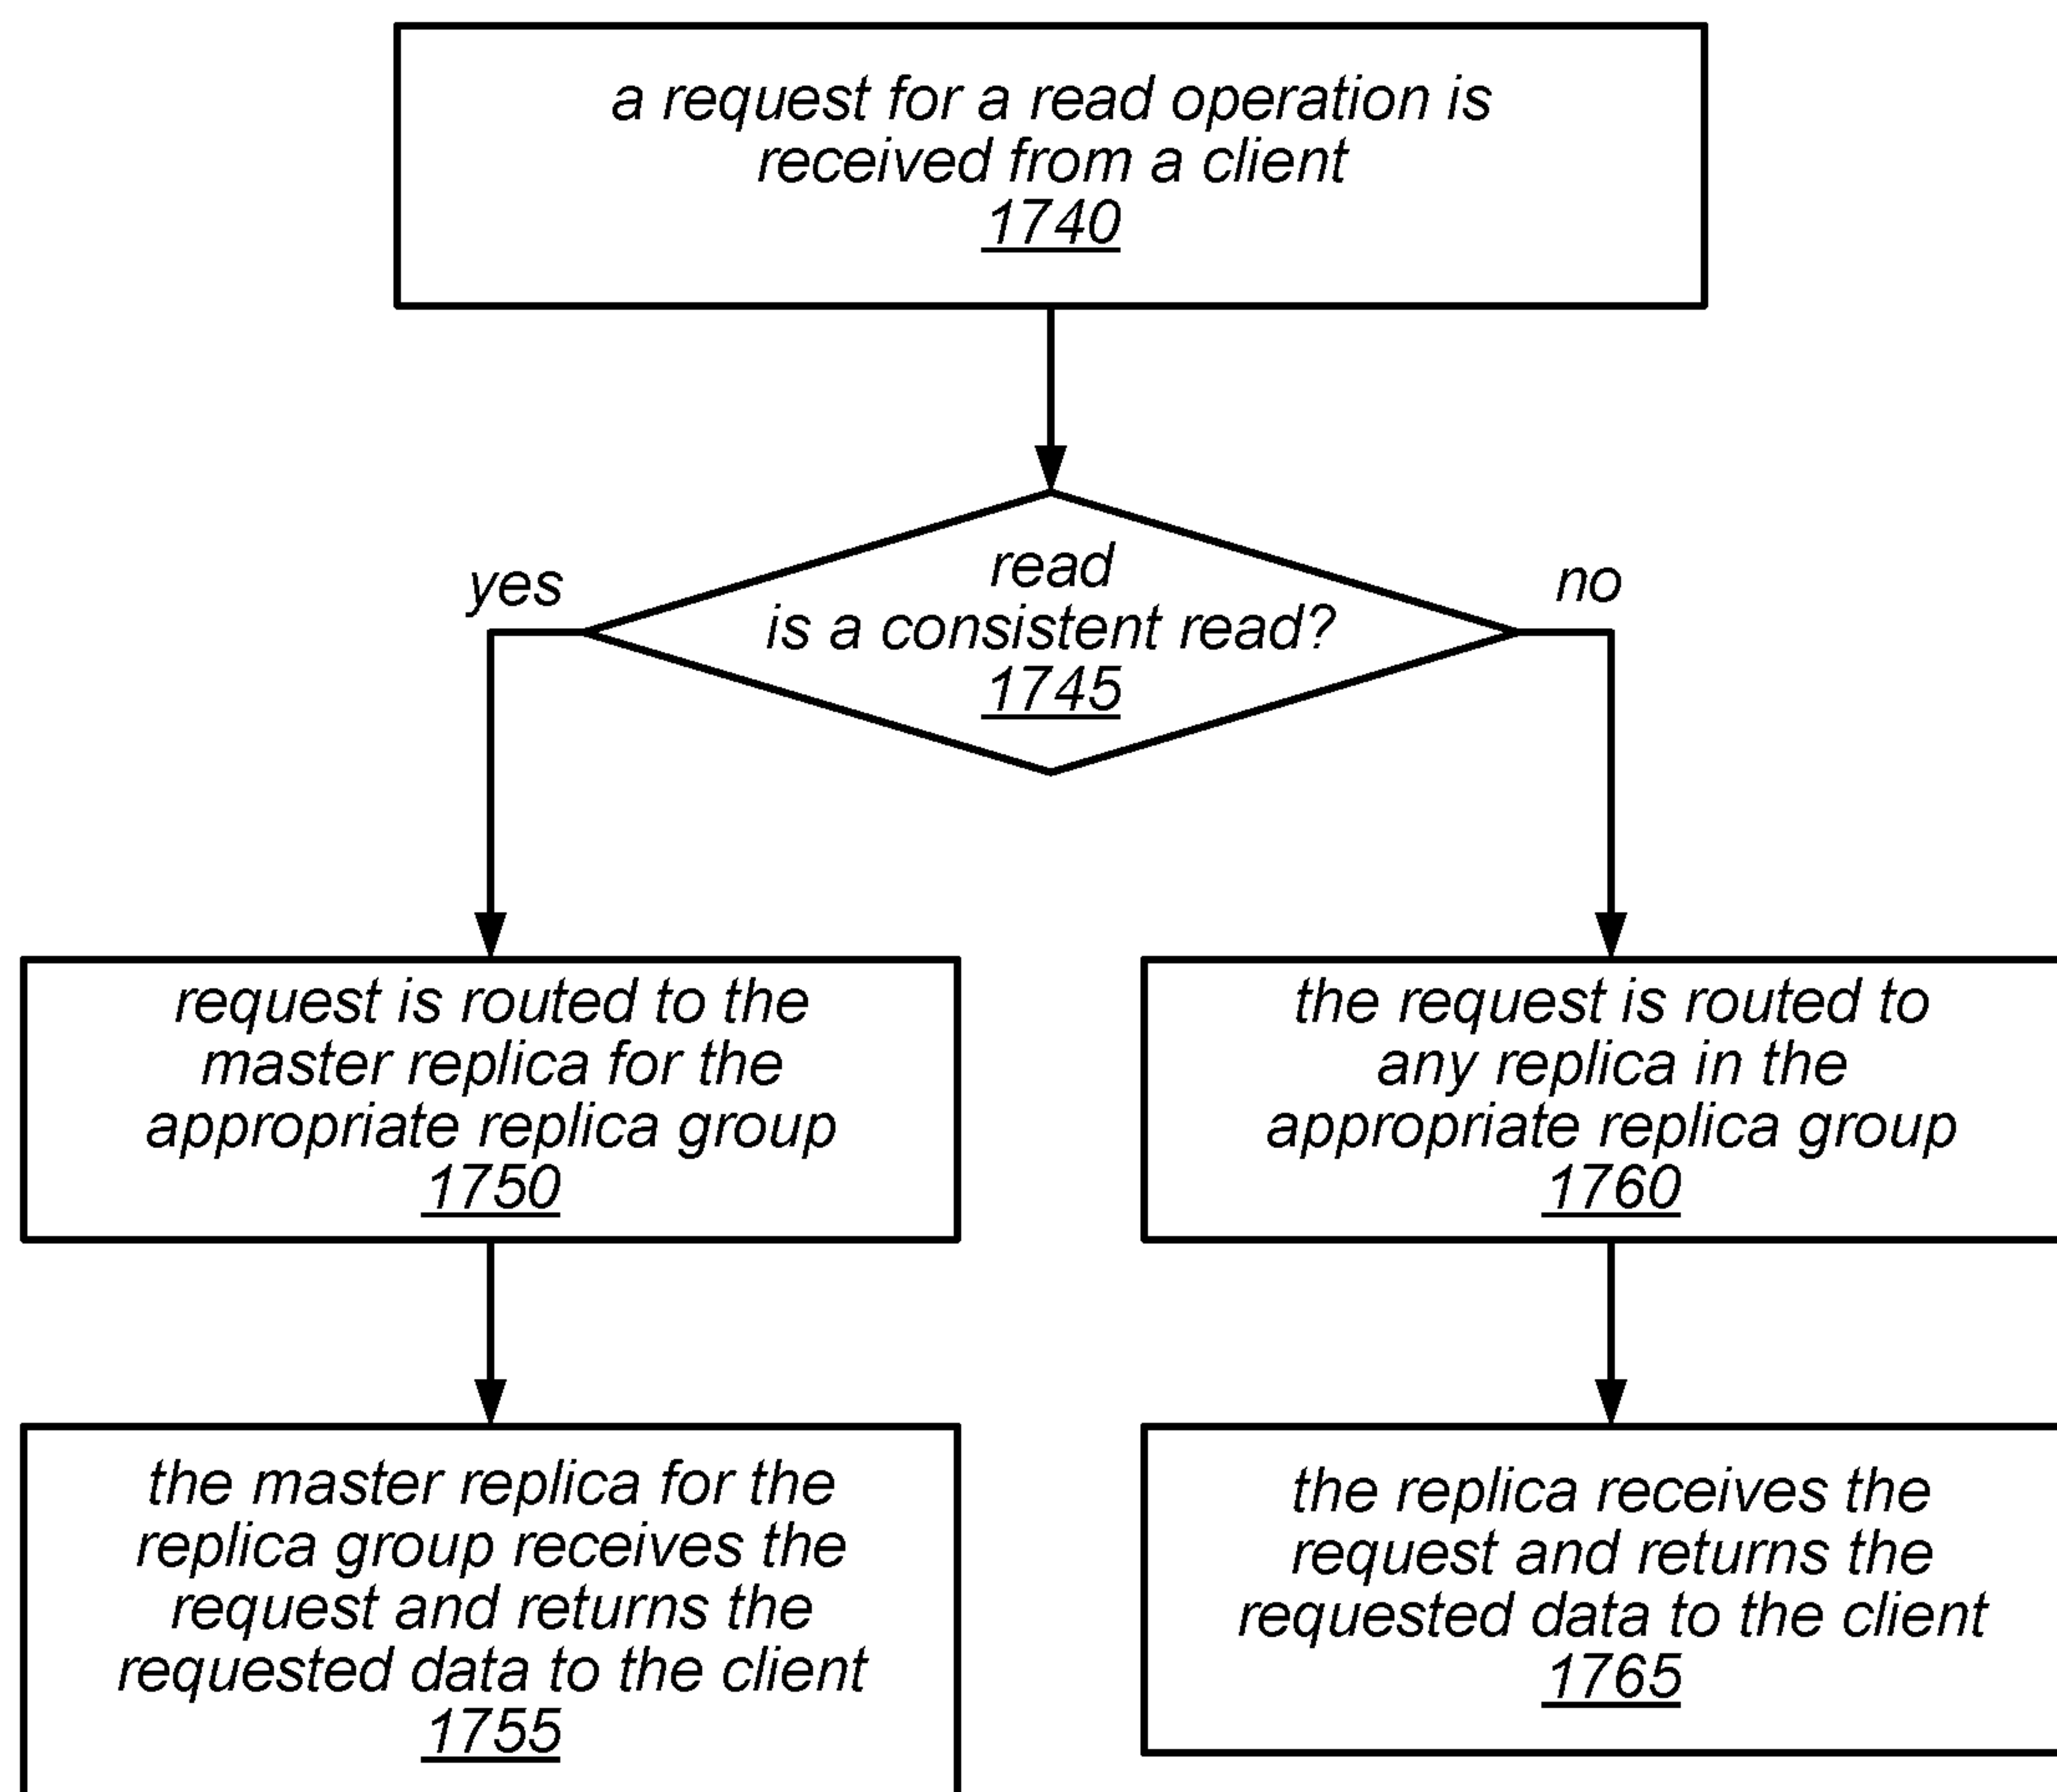 a request for a read operation is
received from a client
1740
read
is a consistent read?
1745
yes
no
request is routed to the
master replica for the
appropriate replica group
1750
the request is routed to
any replica in the
appropriate replica group
1760
the master replica for the
replica group receives the
request and returns the
requested data to the client
1755
the replica receives the
request and returns the
requested data to the client
1765